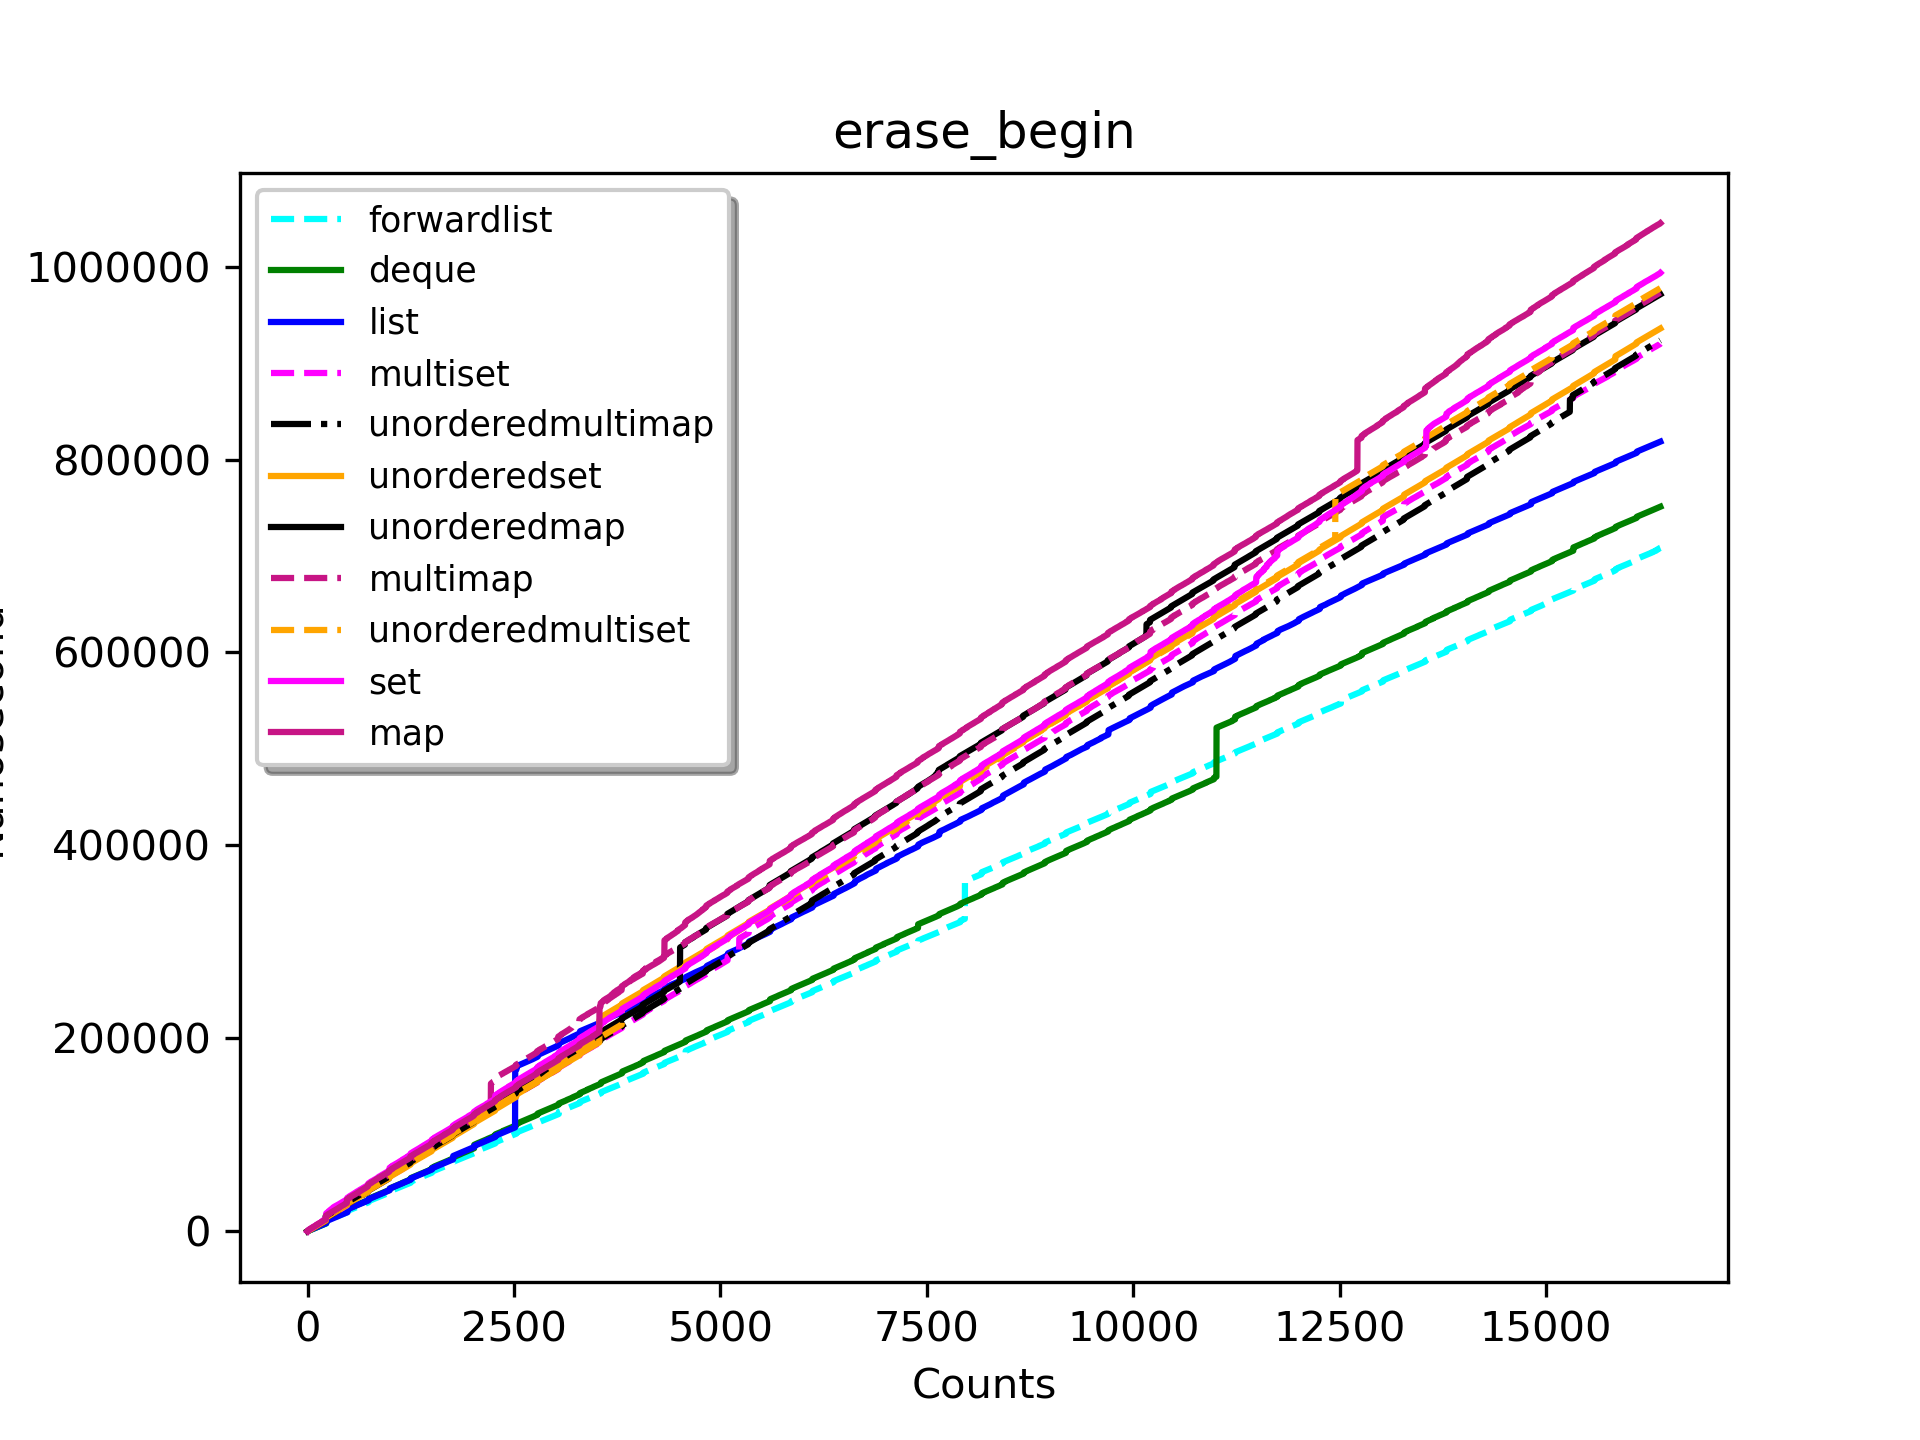 erase_begin
forwardlist
deque
list
multiset
unorderedmultimap
unorderedset
unorderedmap
multimap
unorderedmultiset
set
map
1000000
800000
600000
400000
200000
0
0 2500 5000 7500 10000 12500 15000
Counts